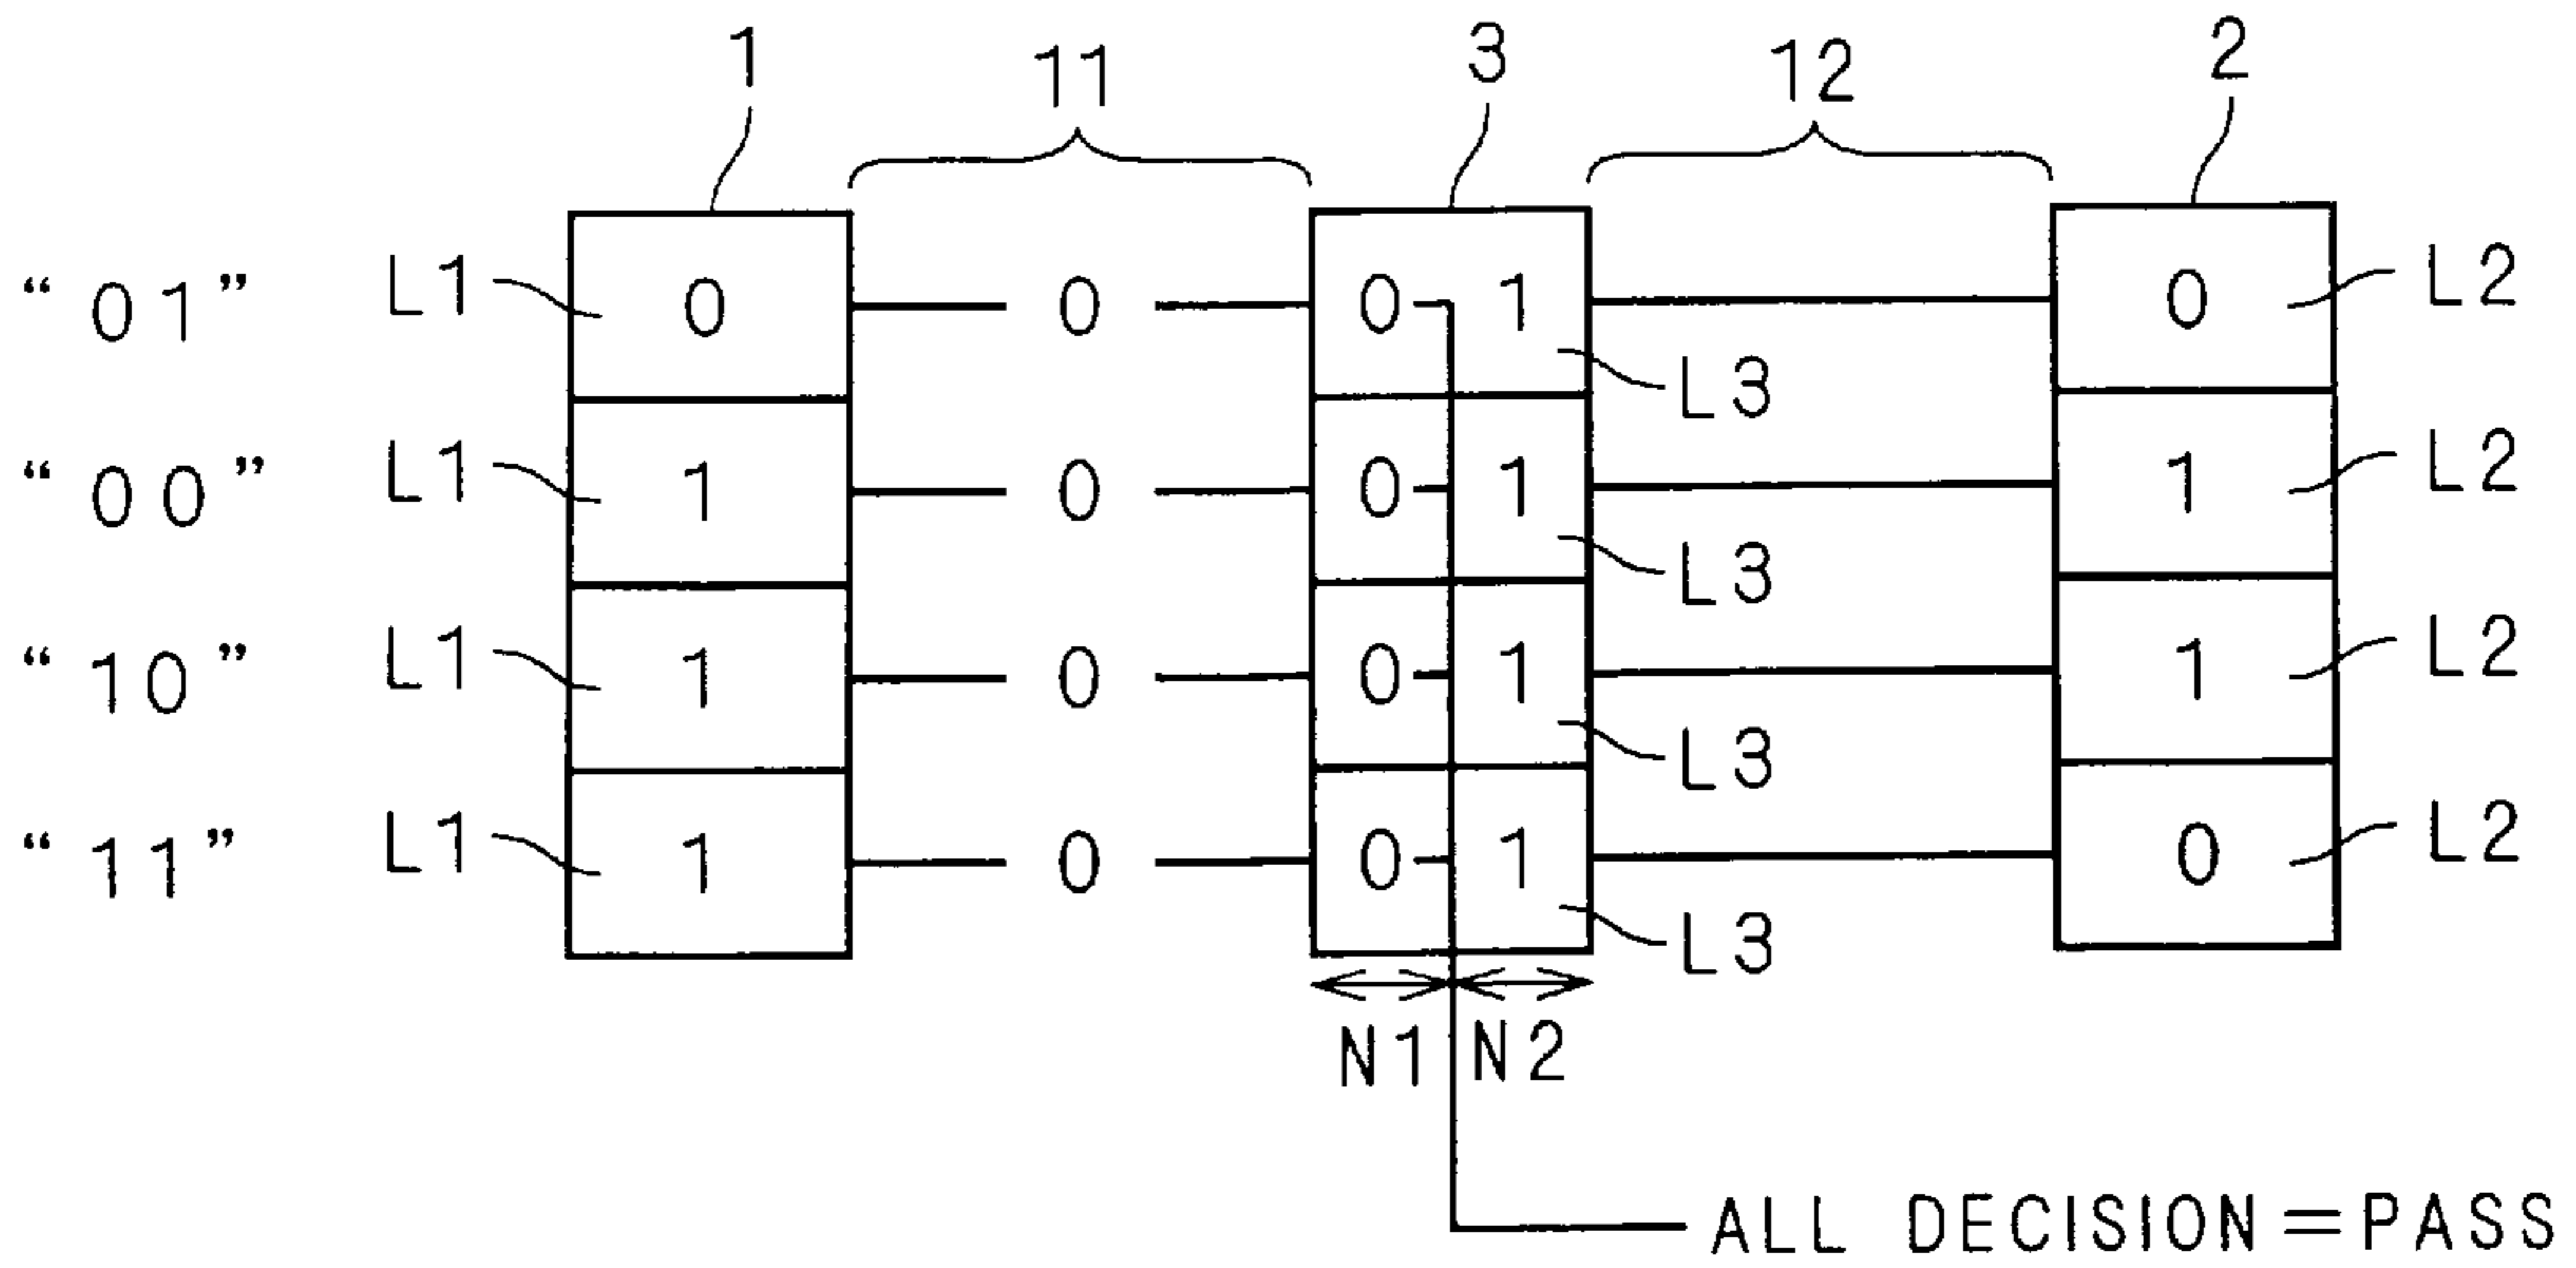 1 11 3 12 2
“01” L1 0 0 0 1 0 L2
L3
“00” L1 1 0 0 1 1 L2
L3
“10” L1 1 0 0 1 1 L2
L3
“11” L1 1 0 0 1 0 L2
L3
N1 N2
ALL DECISION=PASS